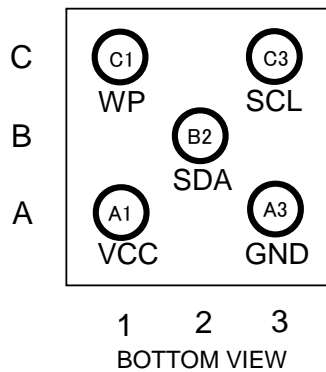 C C1 C3
WP SCL
B B2
SDA
A A1 A3
VCC GND
1 2 3
BOTTOM VIEW